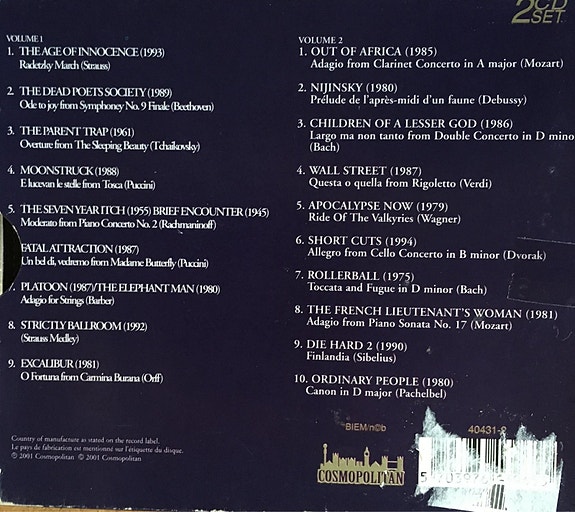 2CD
SET
VOLUME 1
1. THE AGE OF INNOCENCE (1993)
Radetzky March (Strauss)
2. THE DEAD POETS SOCIETY (1989)
Ode to joy from Symphoney No. 9 Finale (Beethoven)
3. THE PARENT TRAP (1961)
Overture from The Sleeping Beauty (Tchaikovsky)
4. MOONSTRUCK (1988)
E lucevan le stelle from Tosca (Puccini)
5. THE SEVEN YEAR ITCH (1955) BRIEF ENCOUNTER (1945)
Moderato from Piano Concerto No. 2 (Rachmaninoff)
FATAL ATTRACTION (1987)
Un bel di, vedremo from Madame Butterfly (Puccini)
PLATOON (1987)/THE ELEPHANT MAN (1980)
Adagio for Strings (Barber)
8. STRICTLY BALLROOM (1992)
(Strauss Medley)
9. EXCALIBUR (1981)
O Fortuna from Carmina Burana (Orff)
VOLUME 2
1. OUT OF AFRICA (1985)
Adagio from Clarinet Concerto in A major (Mozart)
2. NIJINSKY (1980)
Prélude de l'après-midi d'un faune (Debussy)
3. CHILDREN OF A LESSER GOD (1986)
Largo ma non tanto from Double Concerto in D mino
(Bach)
4. WALL STREET (1987)
Questa o quella from Rigoletto (Verdi)
5. APOCALYPSE NOW (1979)
Ride Of The Valkyries (Wagner)
6. SHORT CUTS (1994)
Allegro from Cello Concerto in B minor (Dvorak)
7. ROLLERBALL (1975)
Toccata and Fugue in D minor (Bach)
8. THE FRENCH LIEUTENANT'S WOMAN (1981)
Adagio from Piano Sonata No. 17 (Mozart)
9. DIE HARD 2 (1990)
Finlandia (Sibelius)
10. ORDINARY PEOPLE (1980)
Canon in D major (Pachelbel)
Country of manufacture as stated on the record label.
Le pays de fabrication est mentionné sur l'étiquette du disque.
℗ 2001 Cosmopolitan © 2001 Cosmopolitan
BIEM/n©b
40431-2
COSMOPOLITAN